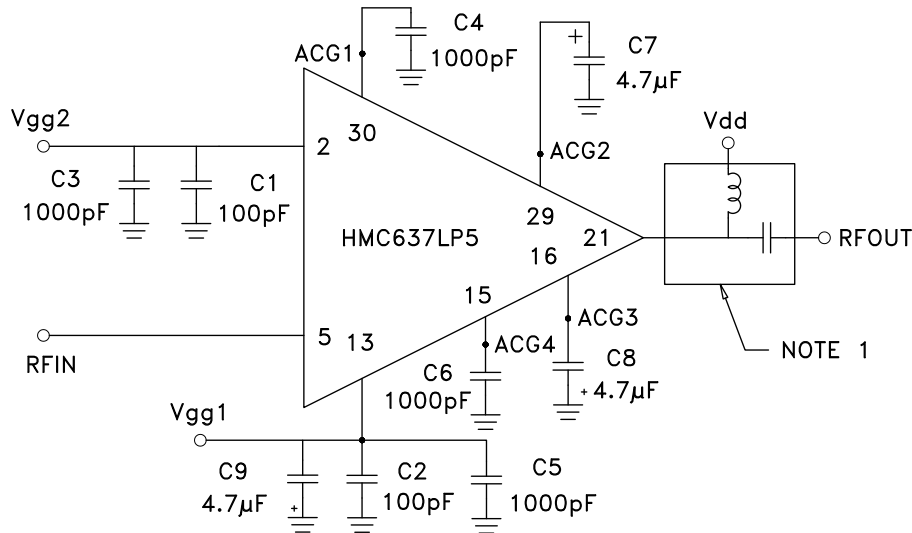 C4
1000pF
ACG1
+
C7
4.7µF
Vgg2
2
30
ACG2
Vdd
C3
1000pF
C1
100pF
29
HMC637LP5
21
RFOUT
16
15
5
13
ACG3
RFIN
ACG4
NOTE 1
C6
1000pF
C8
+ 4.7µF
Vgg1
C9
4.7µF
+
C2
100pF
C5
1000pF